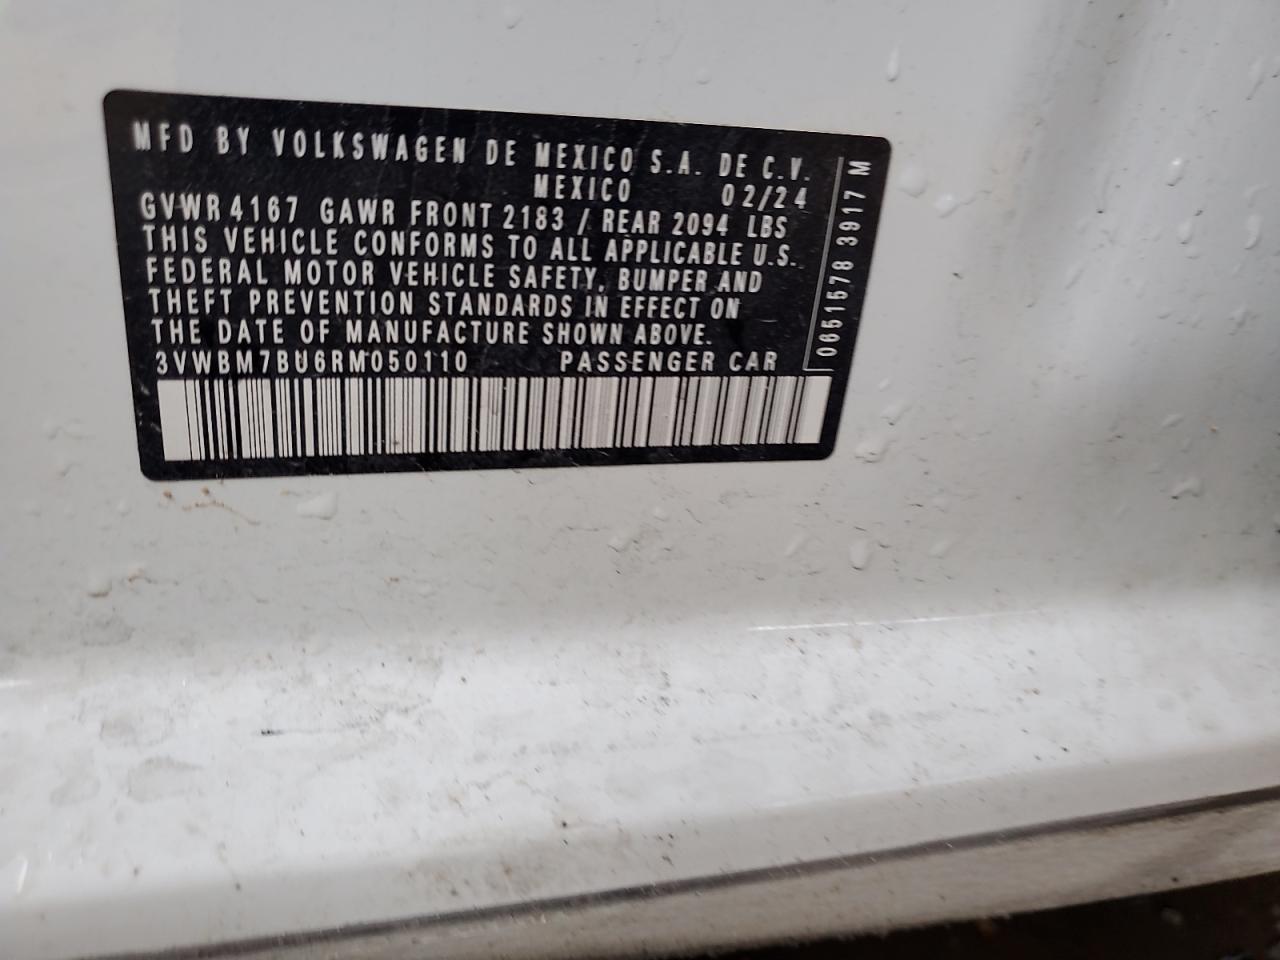 MFD BY VOLKSWAGEN DE MEXICO S.A. DE C.V.
MEXICO 02/24
GVWR 4167 GAWR FRONT 2183 / REAR 2094 LBS
THIS VEHICLE CONFORMS TO ALL APPLICABLE U.S.
FEDERAL MOTOR VEHICLE SAFETY, BUMPER AND
THEFT PREVENTION STANDARDS IN EFFECT ON
THE DATE OF MANUFACTURE SHOWN ABOVE.
3VWBM7BU6RM050110 PASSENGER CAR
0651578 3917 M